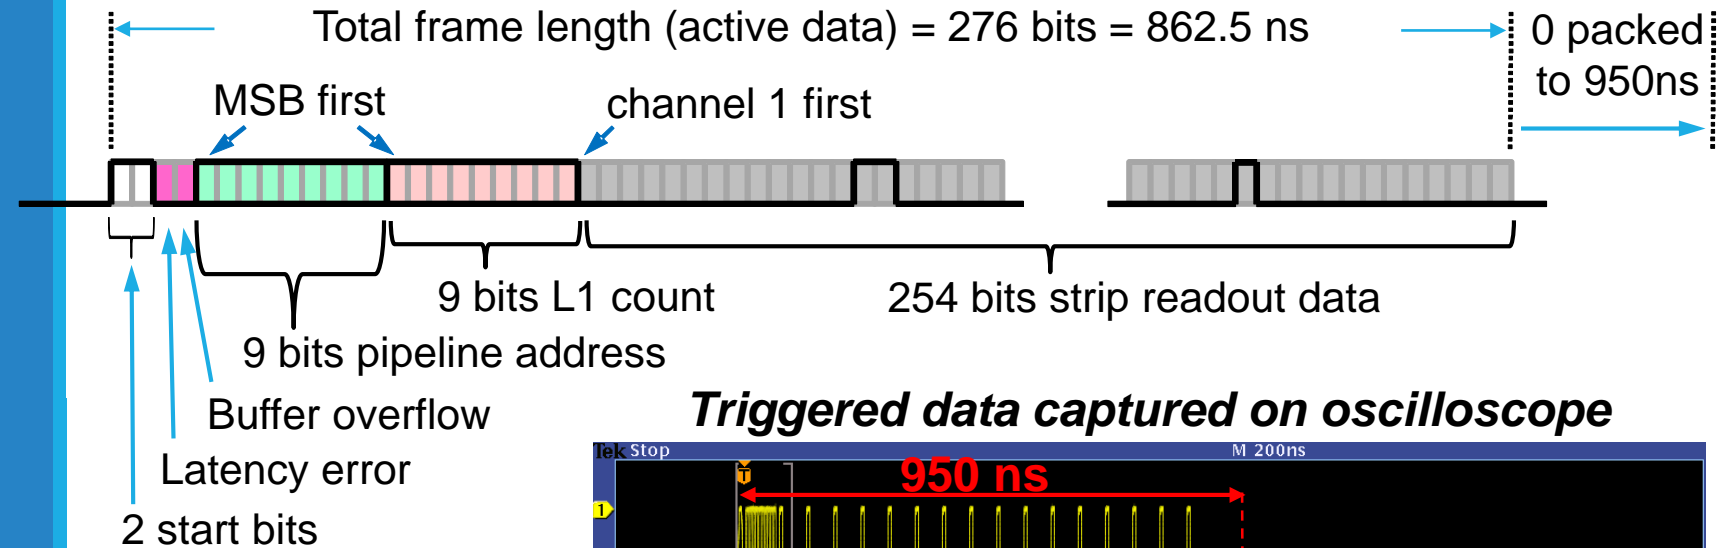 Total frame length (active data) = 276 bits = 862.5 ns
0 packed
to 950ns
MSB first
channel 1 first
9 bits L1 count
254 bits strip readout data
9 bits pipeline address
Buffer overflow
Latency error
2 start bits
Triggered data captured on oscilloscope
Tek Stop
M 200ns
T
950 ns
1